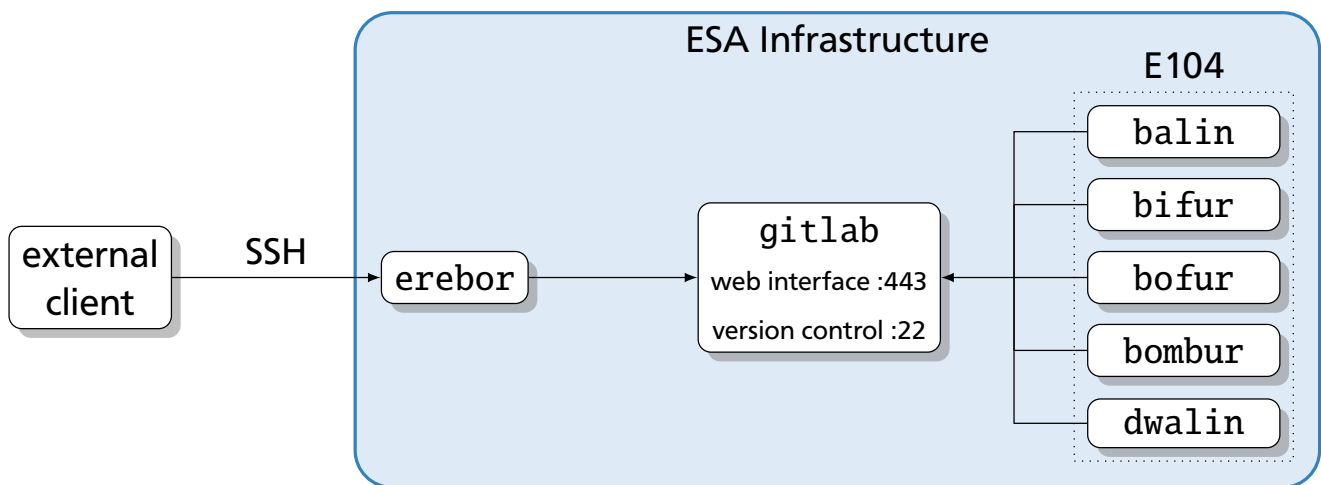 ESA Infrastructure
E104
external
client
SSH
erebor
gitlab
web interface :443
version control :22
balin
bifur
bofur
bombur
dwalin